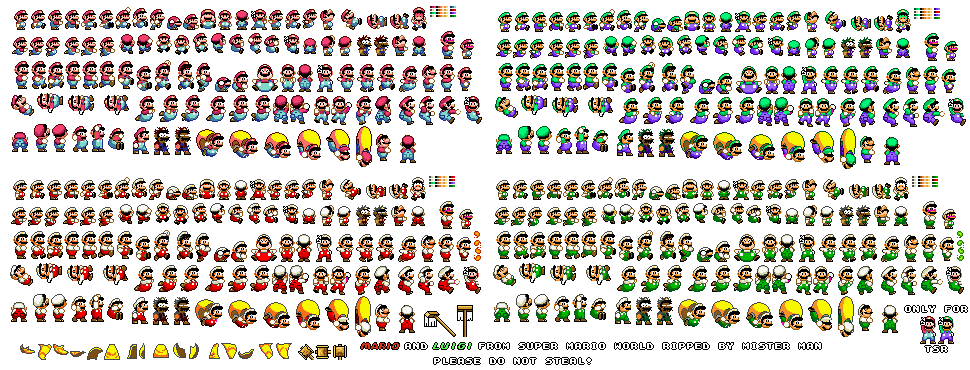 ONLY FOR
TSR
MARIO AND LUIGI FROM SUPER MARIO WORLD RIPPED BY MISTER MAN
PLEASE DO NOT STEAL!